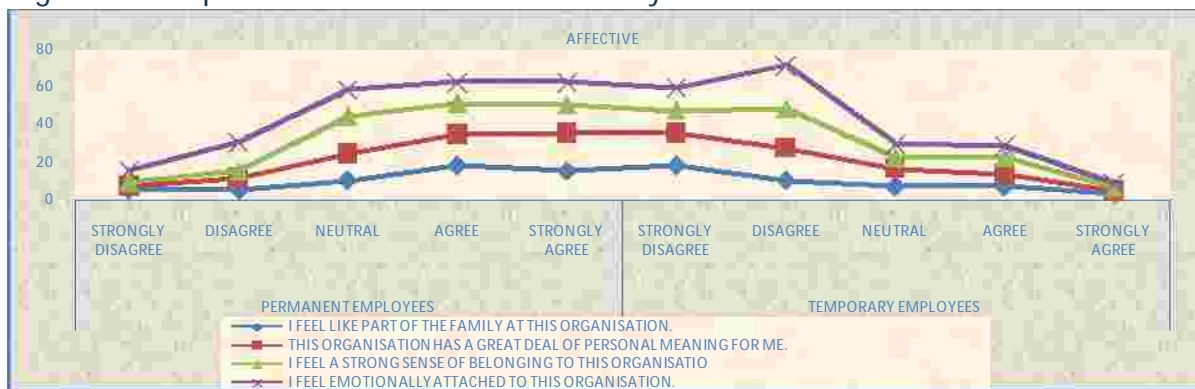 AFFECTIVE
80
60
40
20
0
STRONGLY DISAGREE
DISAGREE
NEUTRAL
AGREE
STRONGLY AGREE
STRONGLY DISAGREE
DISAGREE
NEUTRAL
AGREE
STRONGLY AGREE
PERMANENT EMPLOYEES
TEMPORARY EMPLOYEES
I FEEL LIKE PART OF THE FAMILY AT THIS ORGANISATION.
THIS ORGANISATION HAS A GREAT DEAL OF PERSONAL MEANING FOR ME.
I FEEL A STRONG SENSE OF BELONGING TO THIS ORGANISATIO
I FEEL EMOTIONALLY ATTACHED TO THIS ORGANISATION.